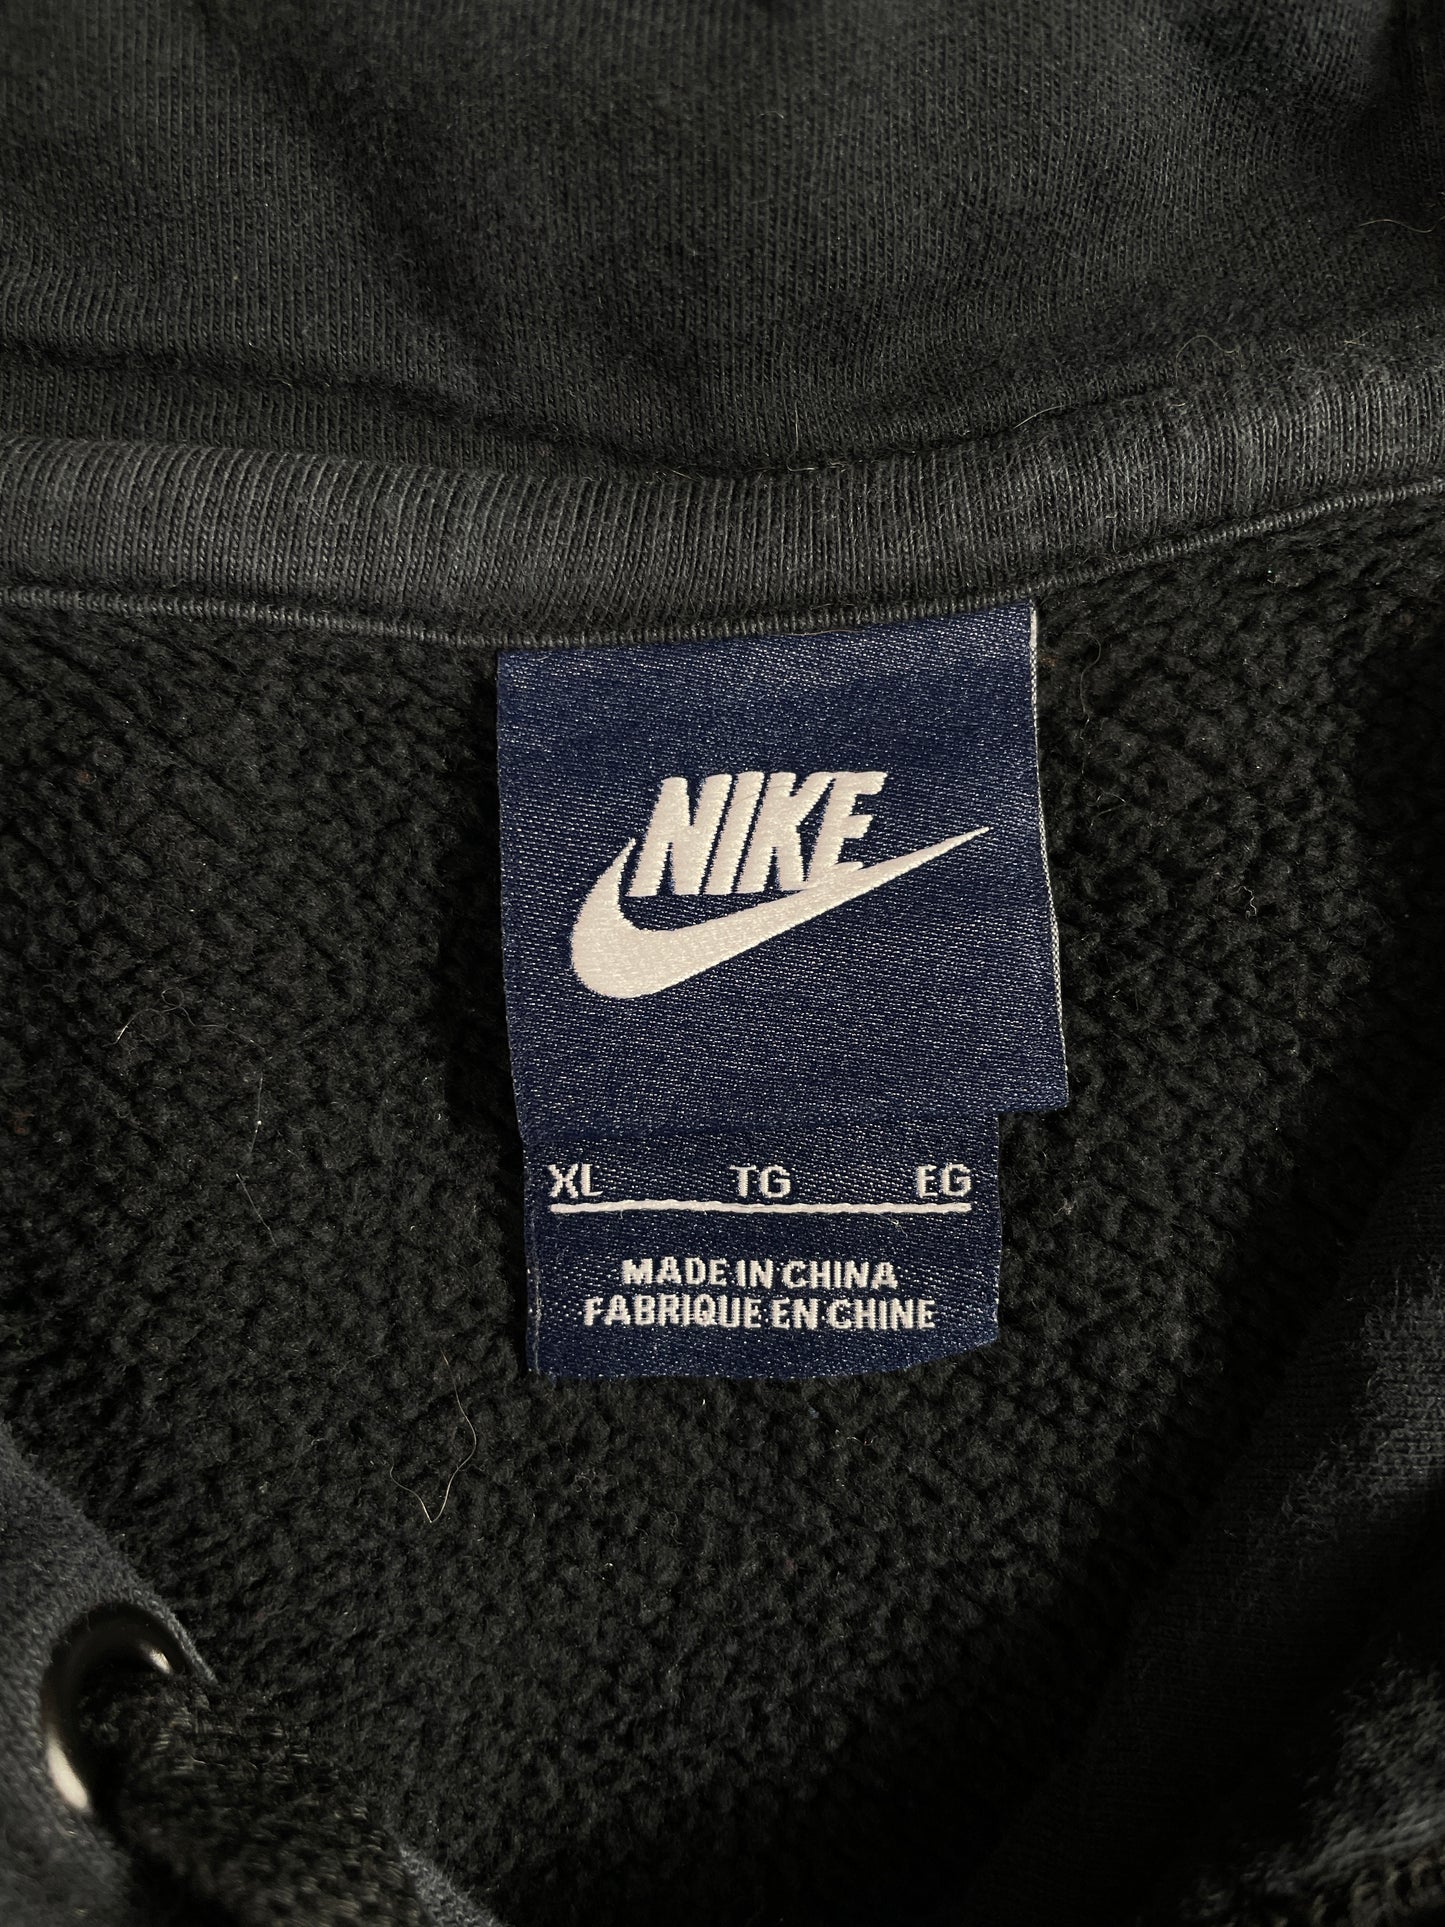 NIKE
XL TG EG
MADE IN CHINA
FABRIQUE EN CHINE